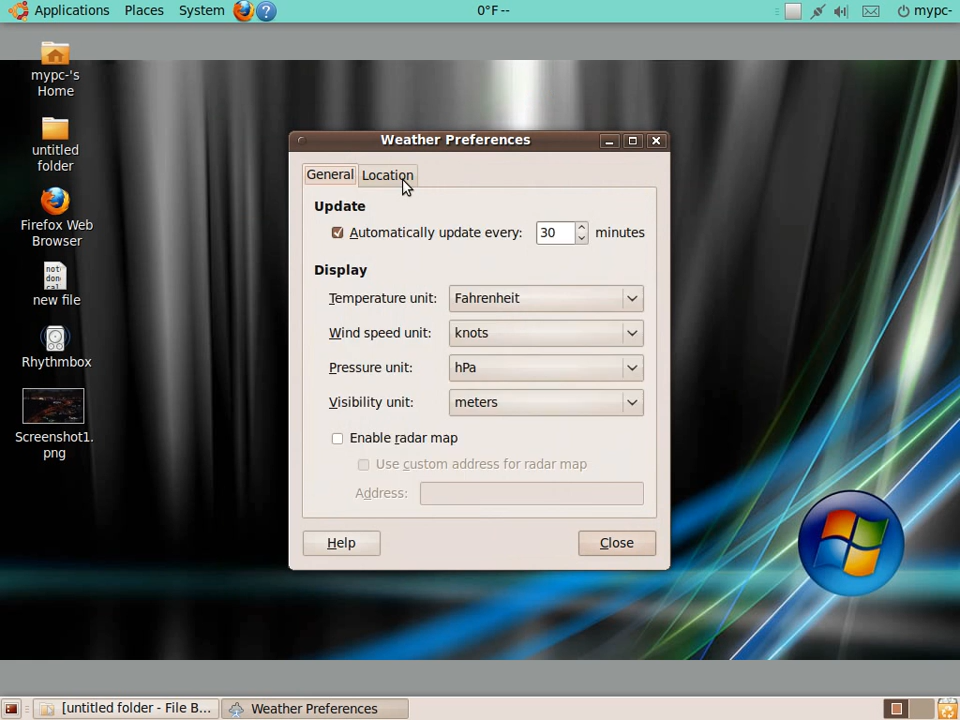 Applications Places System 0°F -- mypc-
mypc-'s
Home
untitled
folder
Firefox Web
Browser
new file
Rhythmbox
Screenshot1.
png
Weather Preferences
General Location
Update
Automatically update every: 30 minutes
Display
Temperature unit: Fahrenheit
Wind speed unit: knots
Pressure unit: hPa
Visibility unit: meters
Enable radar map
Use custom address for radar map
Address:
Help Close
[untitled folder - File B... Weather Preferences